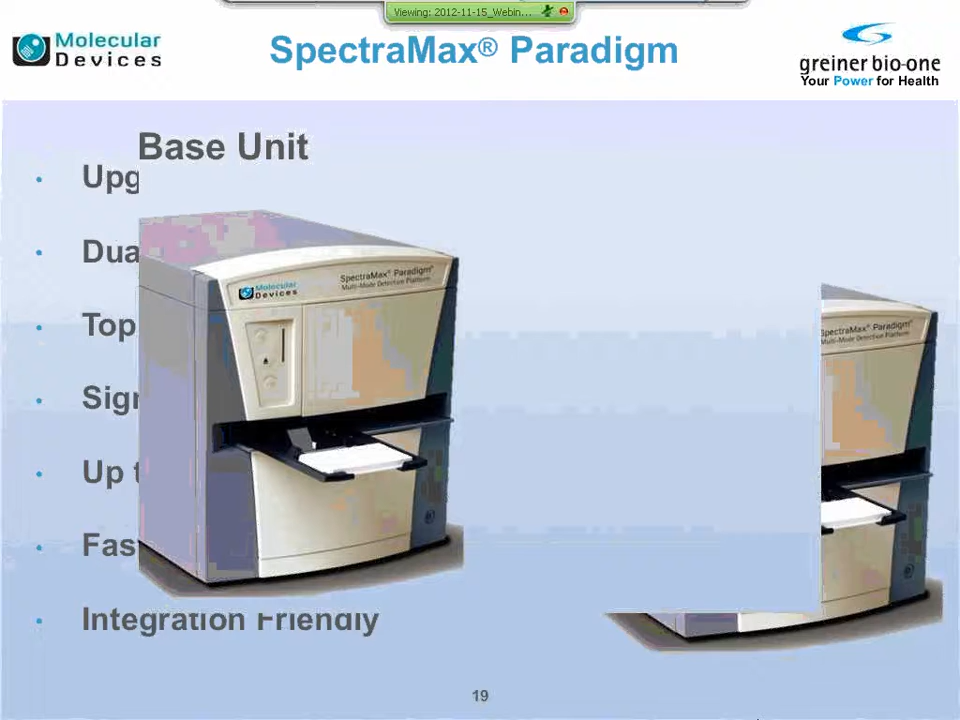 Viewing: 2012-11-15_Webin...
Molecular
Devices
SpectraMax® Paradigm
greiner bio-one
Your Power for Health
Base Unit
Upg
Dua
Top
Sign
Up t
Fas
Integration Friendly
Molecular
Devices
SpectraMax® Paradigm®
Multi-Mode Detection Platform
SpectraMax® Paradigm®
Multi-Mode Detection Platform
19